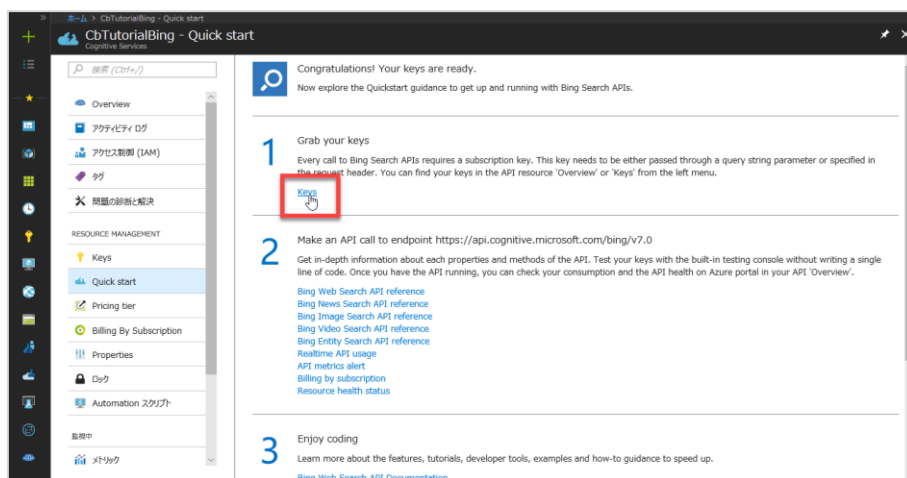 ホーム > CbTutorialBing - Quick start
CbTutorialBing - Quick start
Cognitive Services
検索 (Ctrl+/)
Overview
アクティビティ ログ
アクセス制御 (IAM)
タグ
問題の診断と解決
RESOURCE MANAGEMENT
Keys
Quick start
Pricing tier
Billing By Subscription
Properties
ロック
Automation スクリプト
監視中
メトリック
Congratulations! Your keys are ready.
Now explore the Quickstart guidance to get up and running with Bing Search APIs.
1
Grab your keys
Every call to Bing Search APIs requires a subscription key. This key needs to be either passed through a query string parameter or specified in
the request header. You can find your keys in the API resource 'Overview' or 'Keys' from the left menu.
Keys
2
Make an API call to endpoint https://api.cognitive.microsoft.com/bing/v7.0
Get in-depth information about each properties and methods of the API. Test your keys with the built-in testing console without writing a single
line of code. Once you have the API running, you can check your consumption and the API health on Azure portal in your API 'Overview'.
Bing Web Search API reference
Bing News Search API reference
Bing Image Search API reference
Bing Video Search API reference
Bing Entity Search API reference
Realtime API usage
API metrics alert
Billing by subscription
Resource health status
3
Enjoy coding
Learn more about the features, tutorials, developer tools, examples and how-to guidance to speed up.
Bing Web Search API Documentation